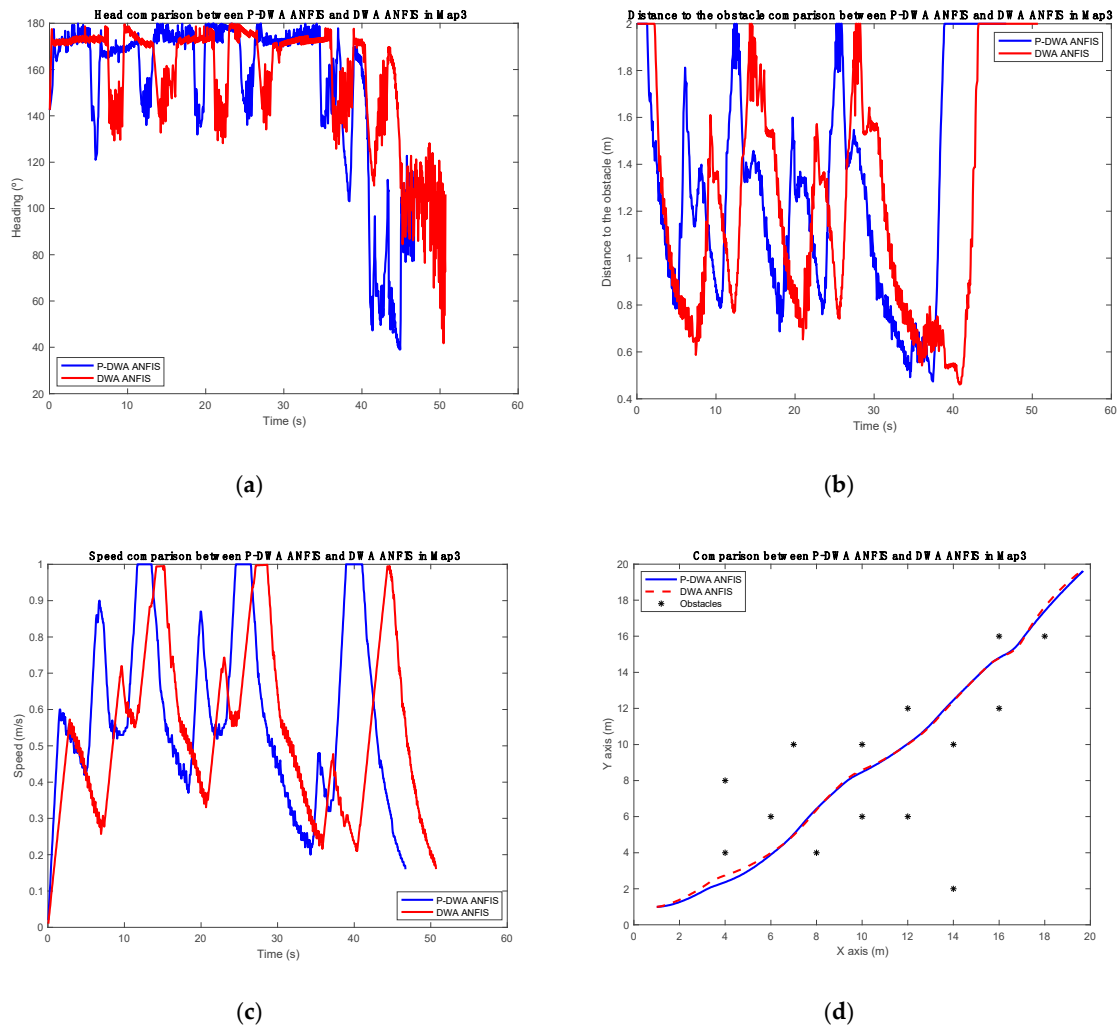 Head comparison between P-DWA ANFIS and DWA ANFIS in Map3
180
160
140
120
100
80
60
40
20
Heading (°)
P-DWA ANFIS
DWA ANFIS
0 10 20 30 40 50 60
Time (s)
(a)
Distance to the obstacle comparison between P-DWA ANFIS and DWA ANFIS in Map3
2
1.8
1.6
1.4
1.2
1
0.8
0.6
0.4
Distance to the obstacle (m)
P-DWA ANFIS
DWA ANFIS
0 10 20 30 40 50 60
Time (s)
(b)
Speed comparison between P-DWA ANFIS and DWA ANFIS in Map3
1
0.9
0.8
0.7
0.6
0.5
0.4
0.3
0.2
0.1
0
Speed (m/s)
P-DWA ANFIS
DWA ANFIS
0 10 20 30 40 50 60
Time (s)
(c)
Comparison between P-DWA ANFIS and DWA ANFIS in Map3
20
18
16
14
12
10
8
6
4
2
0
Y axis (m)
P-DWA ANFIS
DWA ANFIS
Obstacles
0 2 4 6 8 10 12 14 16 18 20
X axis (m)
(d)